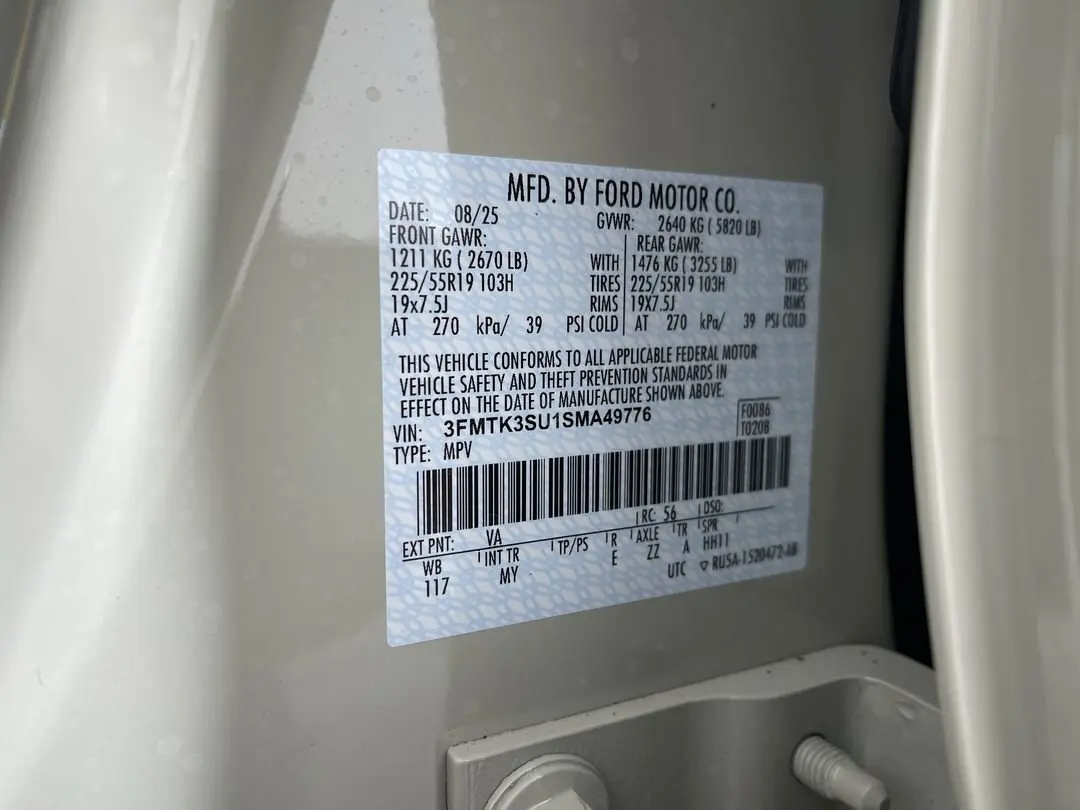 MFD. BY FORD MOTOR CO.
DATE: 08/25 GVWR: 2640 KG ( 5820 LB)
FRONT GAWR: REAR GAWR:
1211 KG ( 2670 LB) WITH 1476 KG ( 3255 LB) WITH
225/55R19 103H TIRES 225/55R19 103H TIRES
19x7.5J RIMS 19X7.5J RIMS
AT 270 kPa/ 39 PSI COLD AT 270 kPa/ 39 PSI COLD
THIS VEHICLE CONFORMS TO ALL APPLICABLE FEDERAL MOTOR
VEHICLE SAFETY AND THEFT PREVENTION STANDARDS IN
EFFECT ON THE DATE OF MANUFACTURE SHOWN ABOVE.
VIN: 3FMTK3SU1SMA49776 F0086
TYPE: MPV T0208
EXT PNT: VA RC: 56 DSO:
WB INT TR TP/PS R AXLE TR SPR
117 MY E ZZ A HH11
UTC ▽ RU5A-1520472-AB